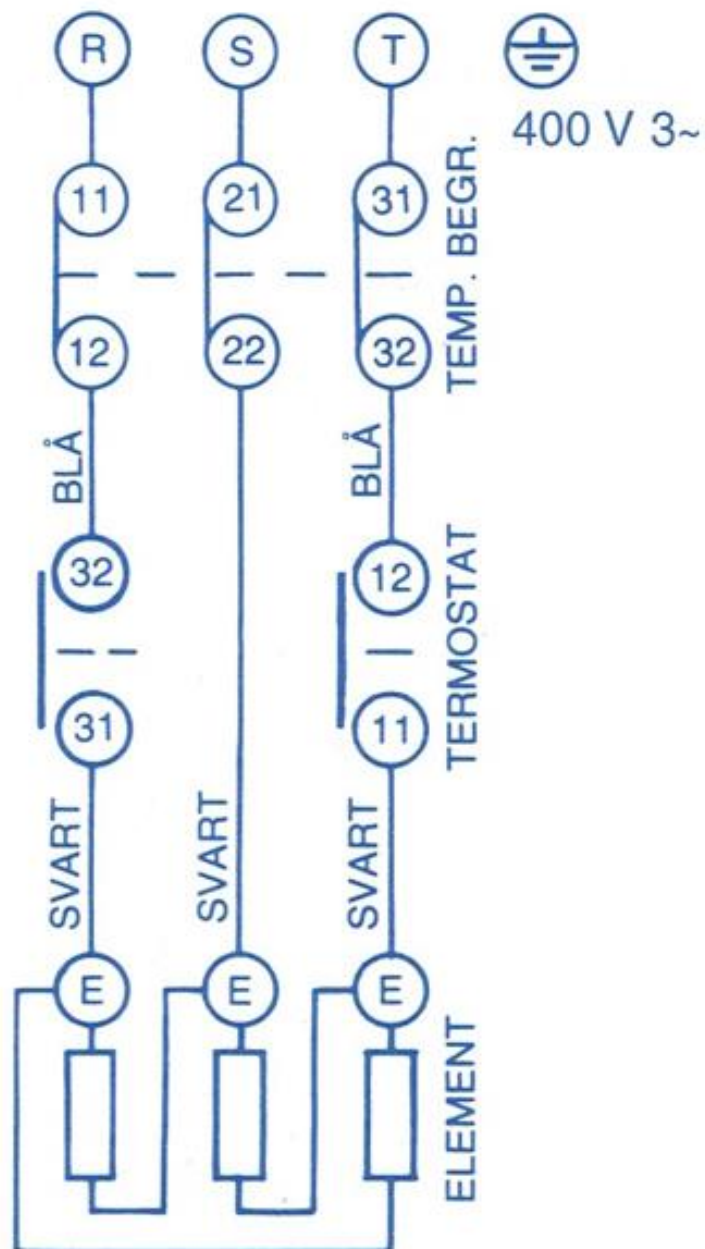 R S T
400 V 3~
11 21 31
TEMP. BEGR.
12 22 32
BLÅ BLÅ
32 12
TERMOSTAT
31 11
SVART SVART SVART
E E E
ELEMENT